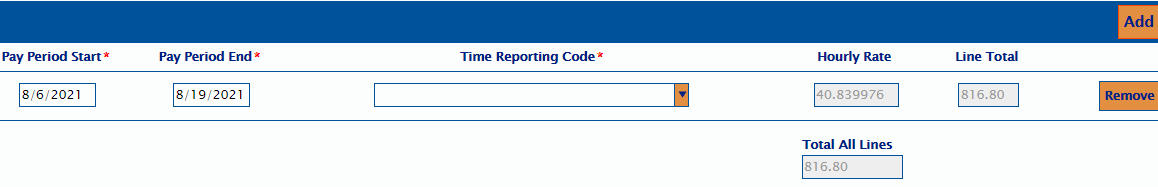 Add
Pay Period Start* Pay Period End* Time Reporting Code* Hourly Rate Line Total
8/6/2021 8/19/2021 40.839976 816.80 Remove
Total All Lines
816.80